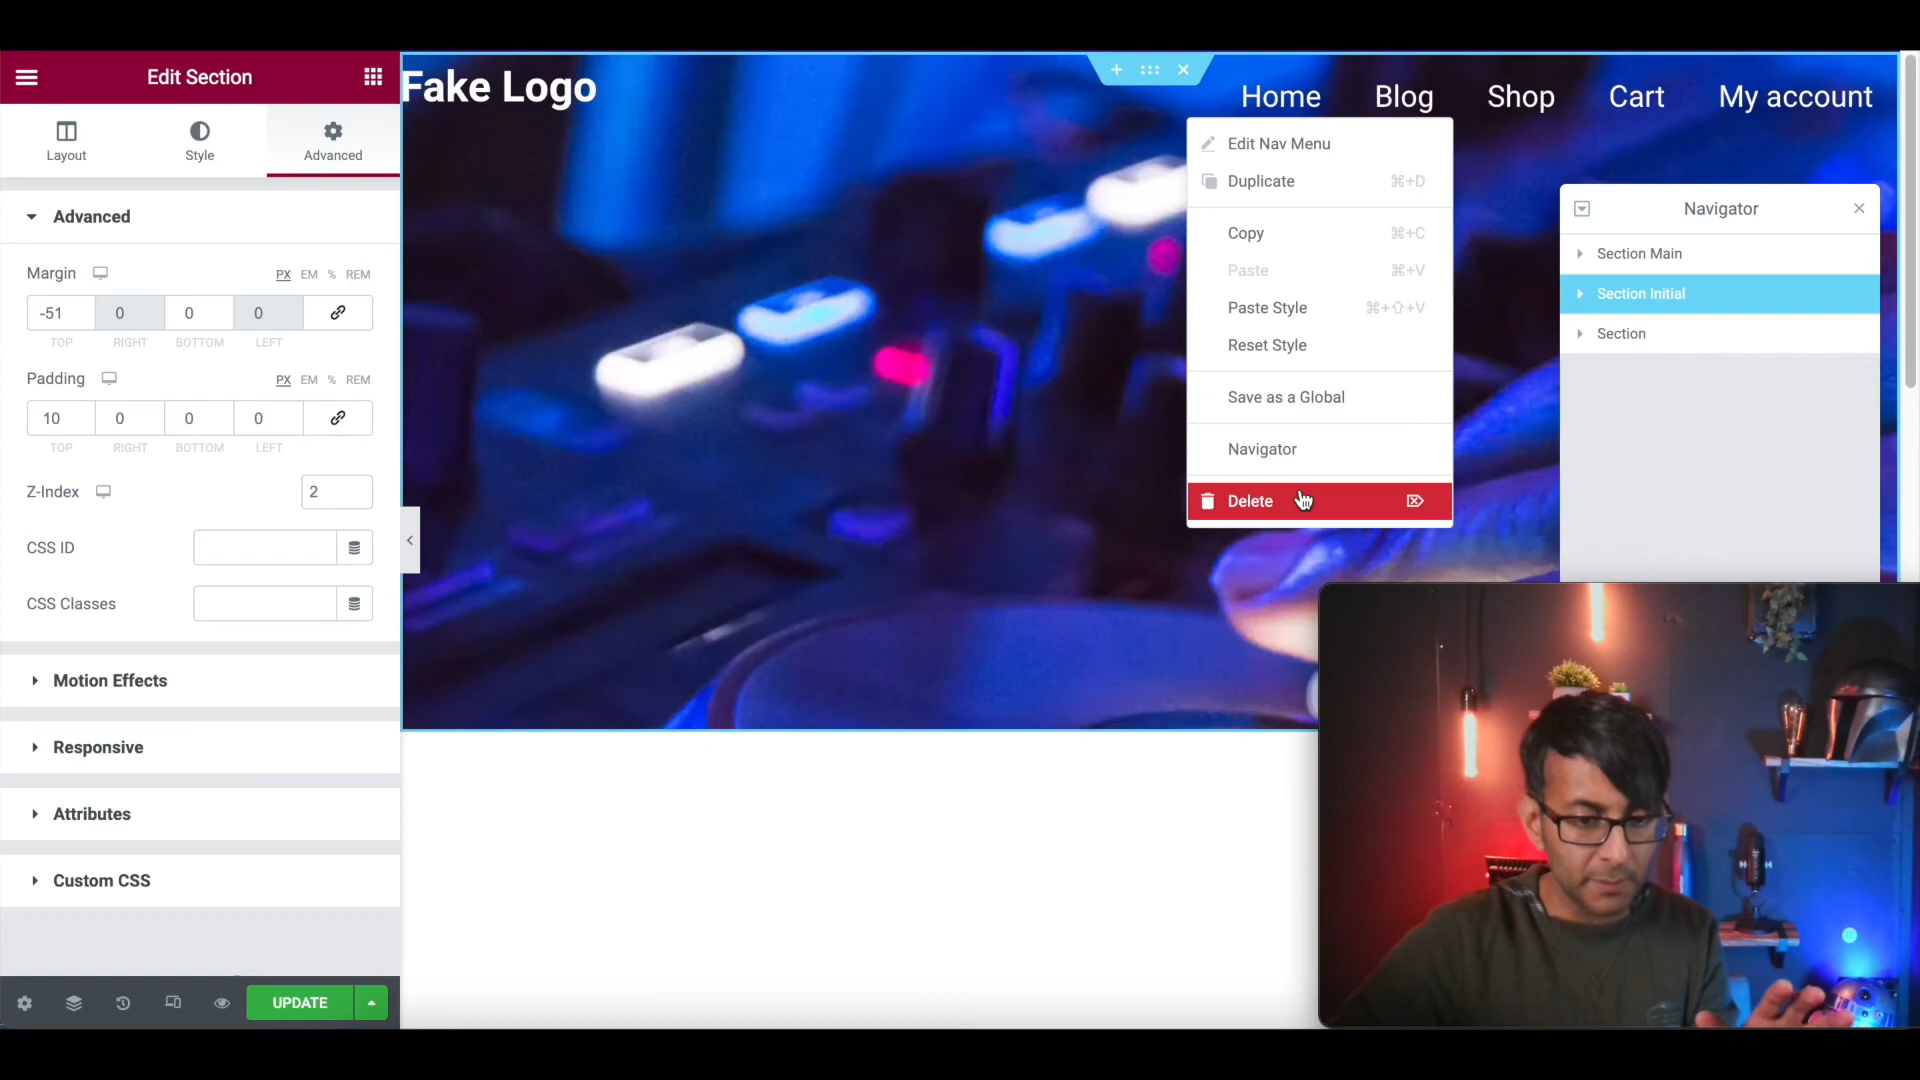 Edit Section
Layout
Style
Advanced
Advanced
Margin
PX EM % REM
-51 0 0 0
TOP RIGHT BOTTOM LEFT
Padding
PX EM % REM
10 0 0 0
TOP RIGHT BOTTOM LEFT
Z-Index
2
CSS ID
CSS Classes
Motion Effects
Responsive
Attributes
Custom CSS
UPDATE
Fake Logo
Home Blog Shop Cart My account
Edit Nav Menu
Duplicate ⌘+D
Copy ⌘+C
Paste ⌘+V
Paste Style ⌘+⇧+V
Reset Style
Save as a Global
Navigator
Delete
Navigator
Section Main
Section Initial
Section